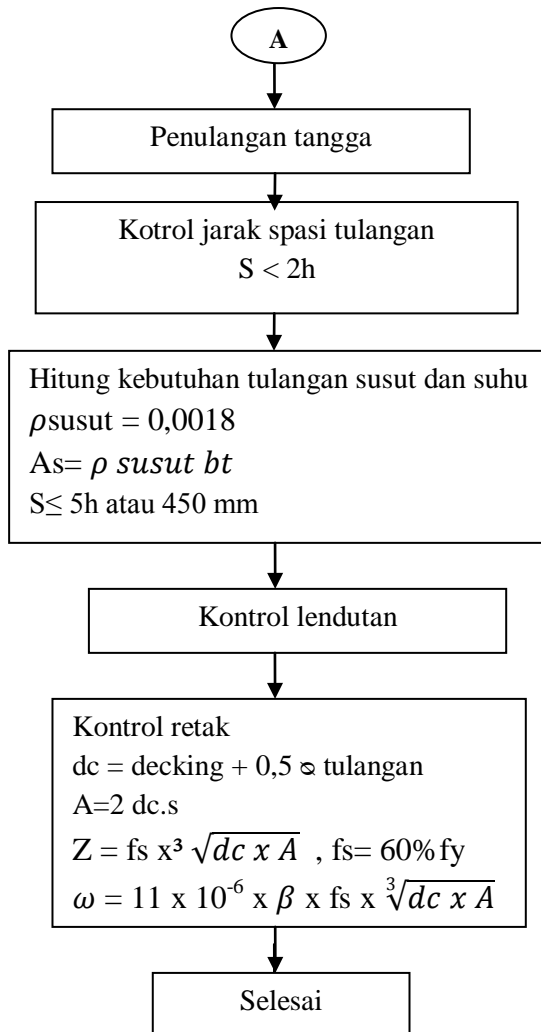 A
Penulangan tangga
Kotrol jarak spasi tulangan
S < 2h
Hitung kebutuhan tulangan susut dan suhu
ρsusut = 0,0018
As= ρ susut bt
S≤ 5h atau 450 mm
Kontrol lendutan
Kontrol retak
dc = decking + 0,5 ᴓ tulangan
A=2 dc.s
Z = fs x³ √dc x A , fs= 60% fy
ω = 11 x 10⁻⁶ x β x fs x ∛dc x A
Selesai